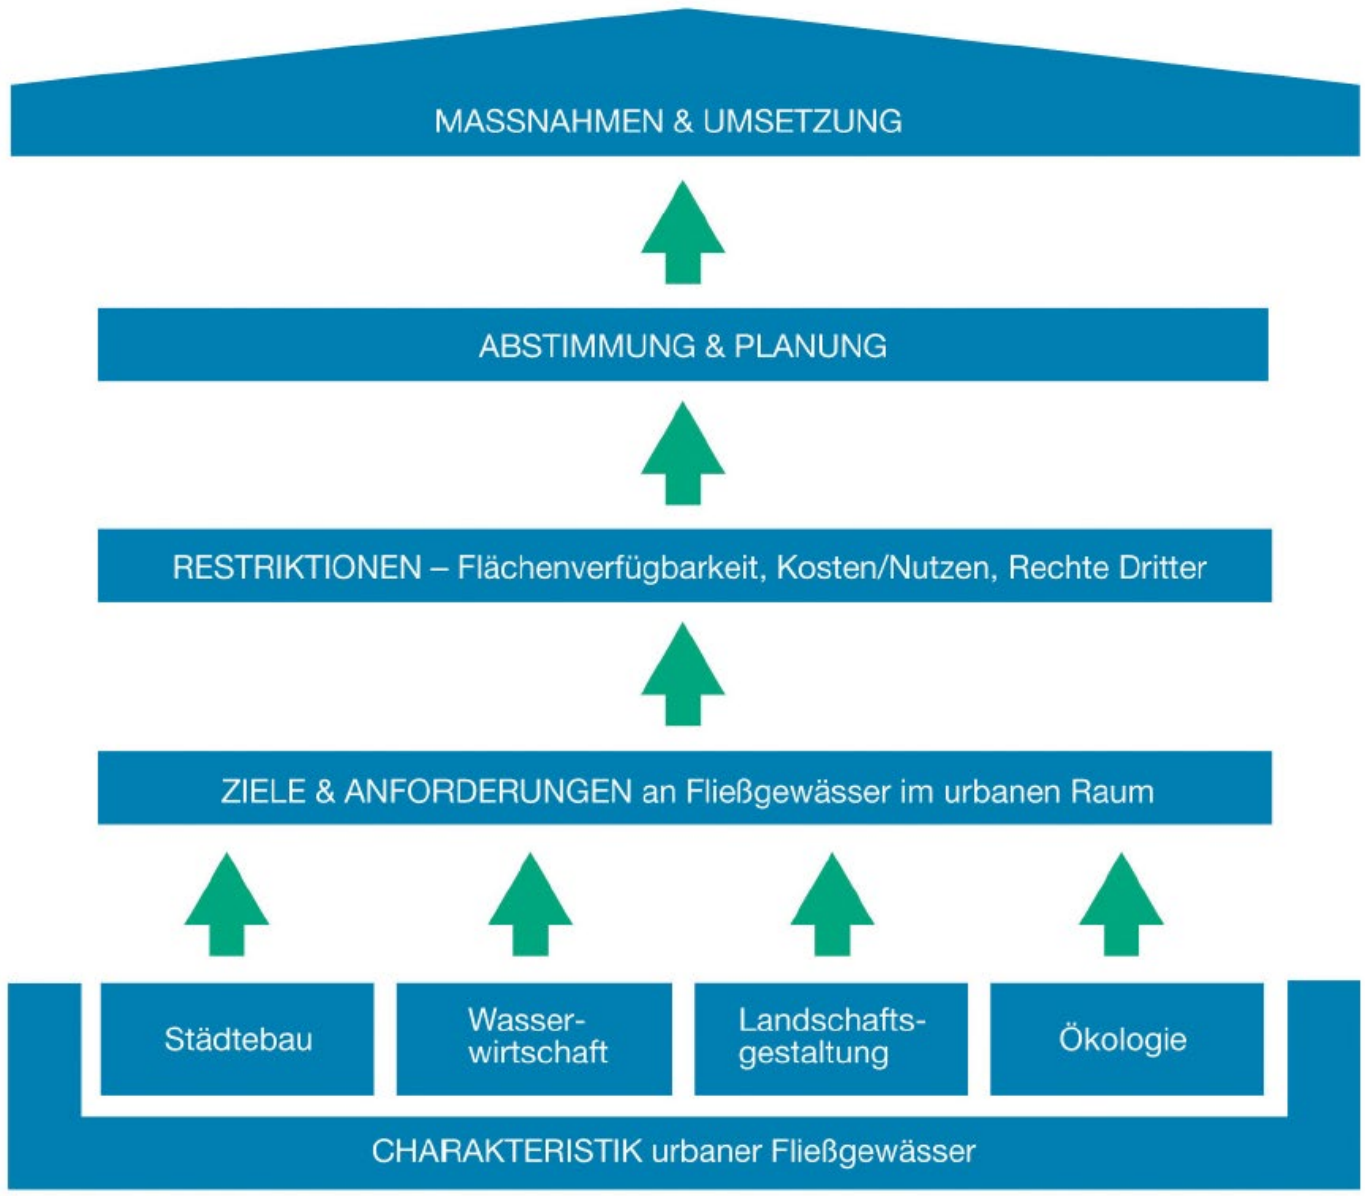 MASSNAHMEN & UMSETZUNG
ABSTIMMUNG & PLANUNG
RESTRIKTIONEN – Flächenverfügbarkeit, Kosten/Nutzen, Rechte Dritter
ZIELE & ANFORDERUNGEN an Fließgewässer im urbanen Raum
Städtebau
Wasser-
wirtschaft
Landschafts-
gestaltung
Ökologie
CHARAKTERISTIK urbaner Fließgewässer